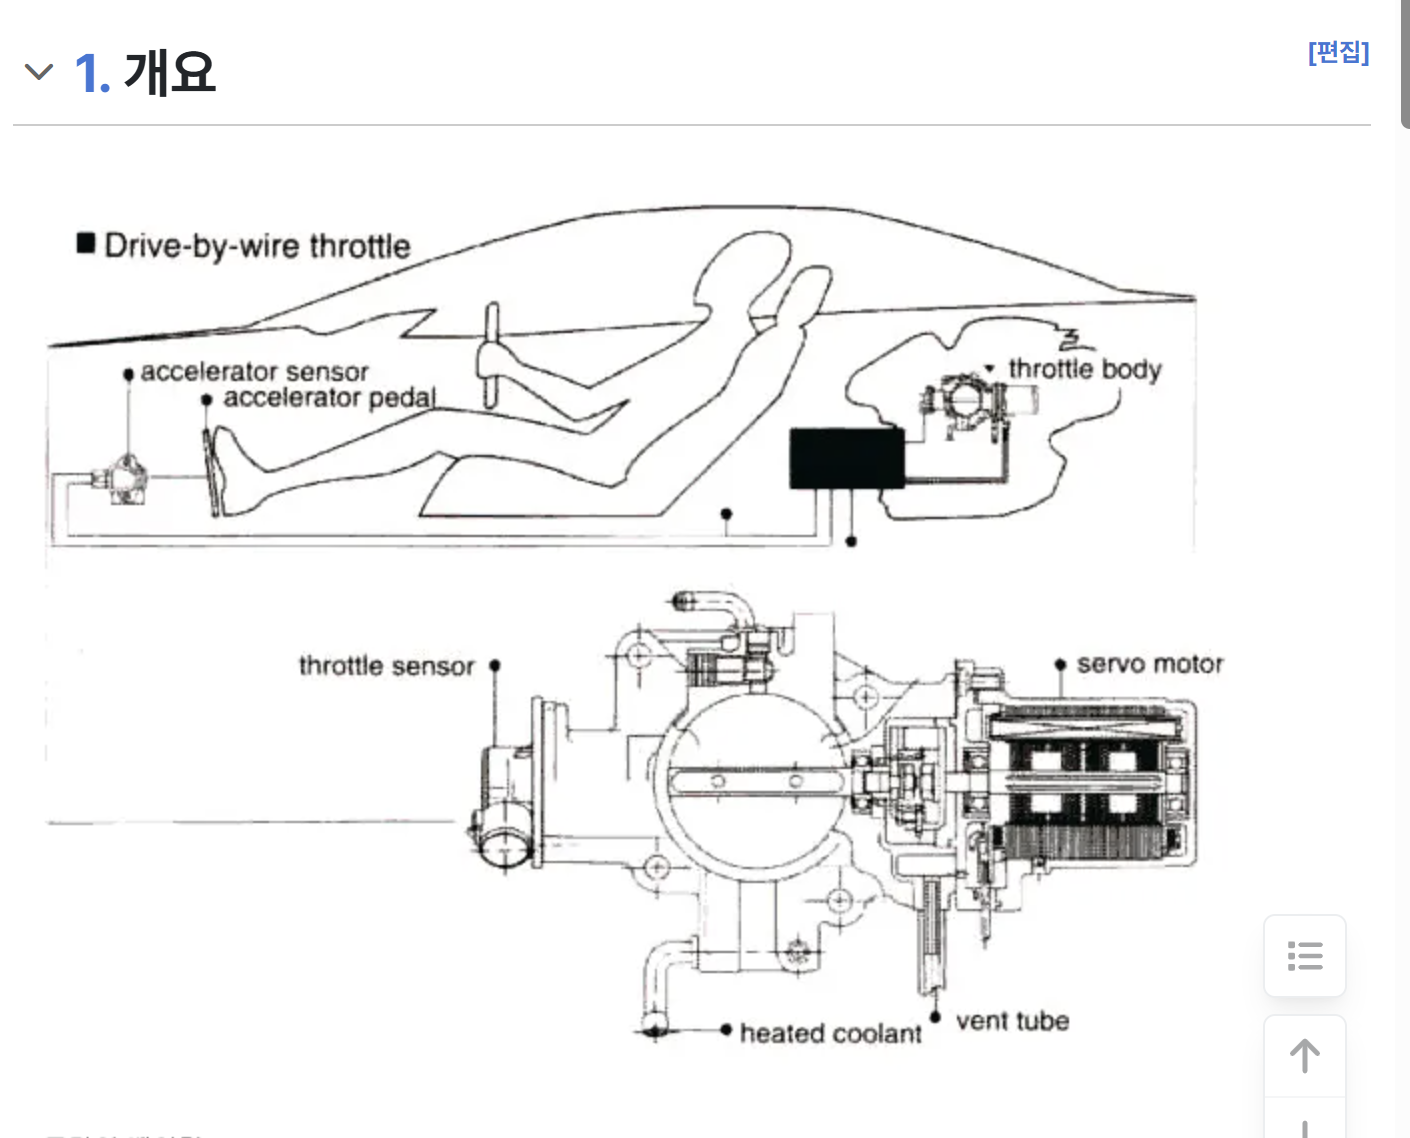 1. 개요
[편집]
■ Drive-by-wire throttle
accelerator sensor
accelerator pedal
throttle body
throttle sensor
servo motor
heated coolant
vent tube